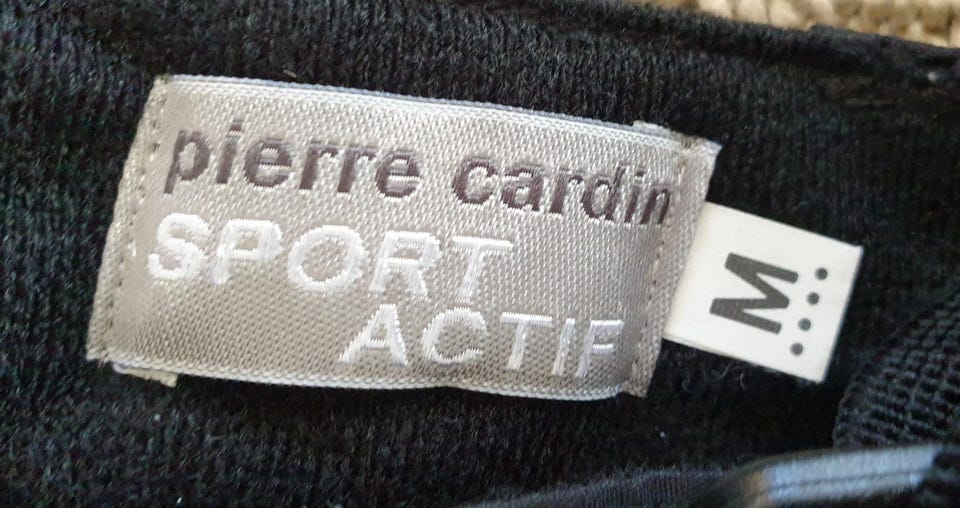 pierre cardin
SPORT
ACTIF
M